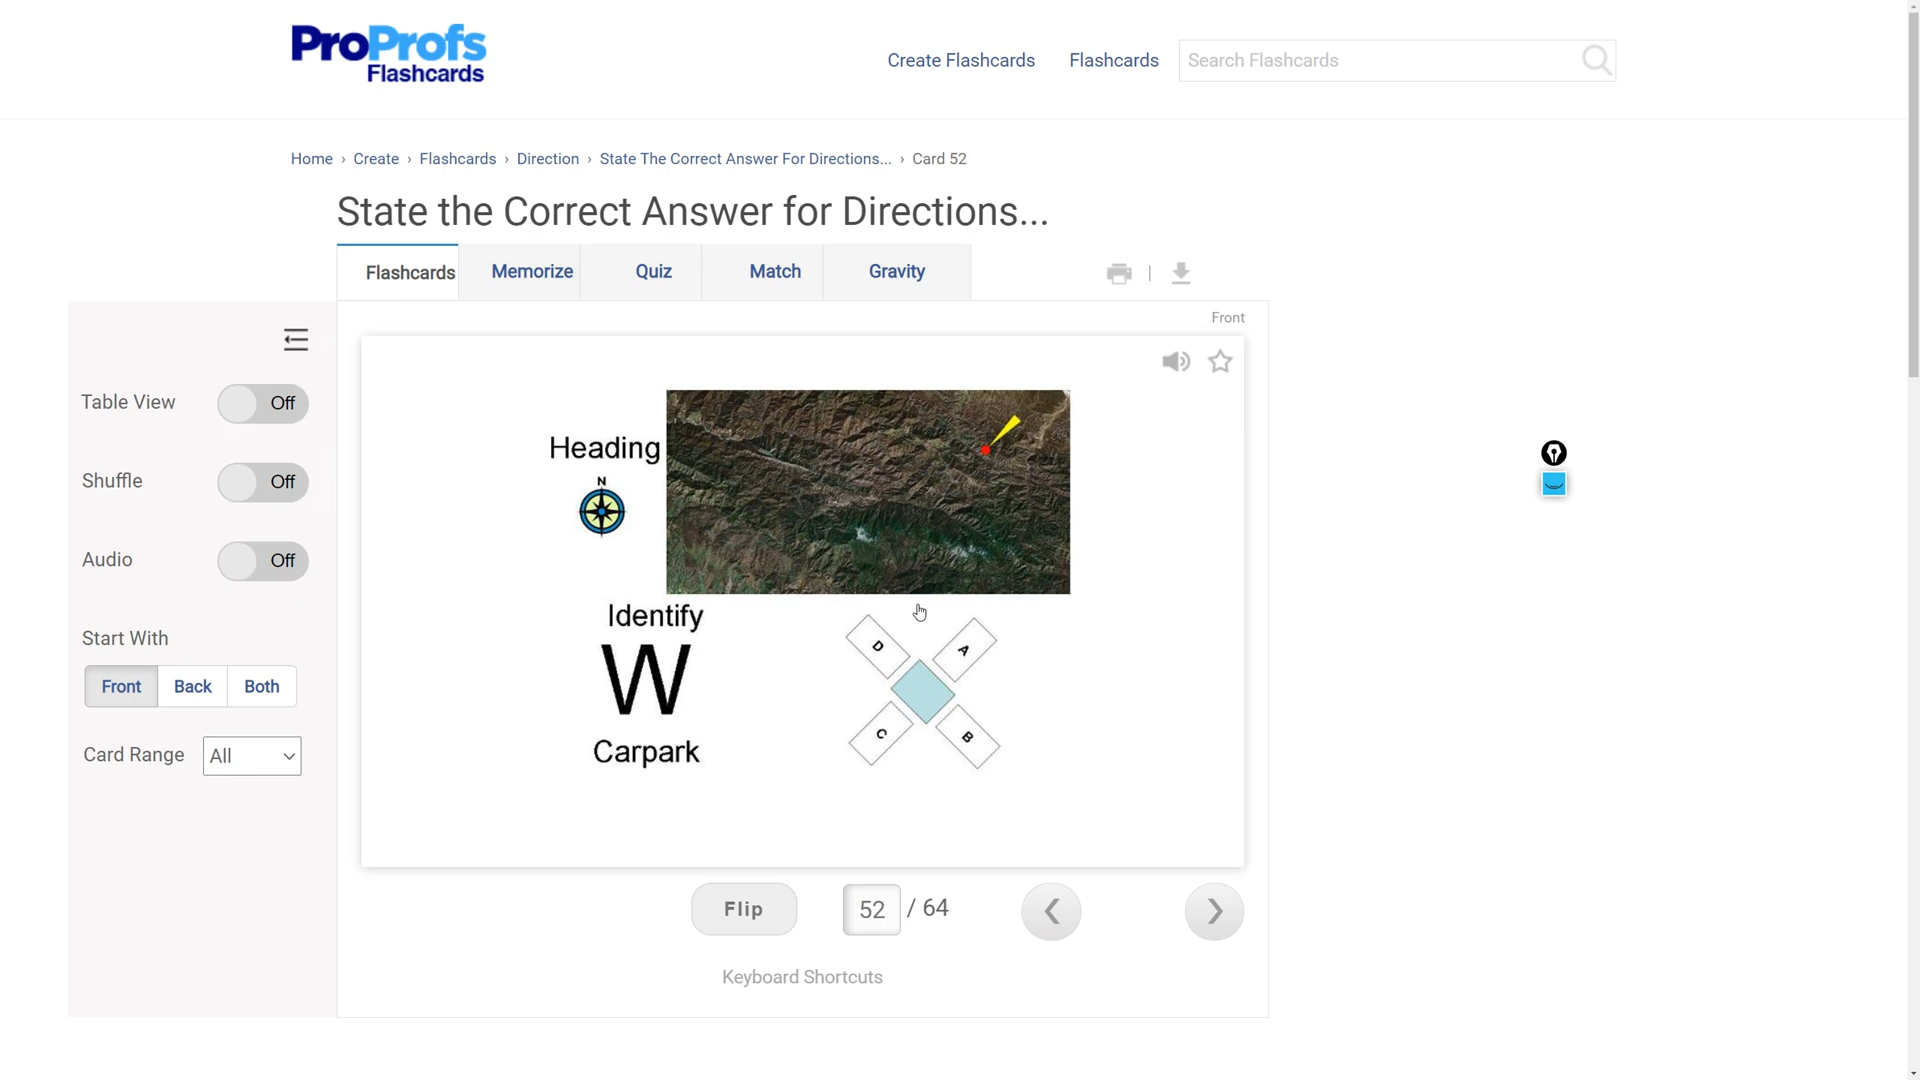 ProProfs
Flashcards
Create Flashcards
Flashcards
Search Flashcards
Home › Create › Flashcards › Direction › State The Correct Answer For Directions... › Card 52
State the Correct Answer for Directions...
Flashcards
Memorize
Quiz
Match
Gravity
|
Front
Table View
Off
Shuffle
Off
Audio
Off
Start With
Front
Back
Both
Card Range
All
Heading
N
Identify
W
Carpark
D
A
C
B
Flip
52 / 64
Keyboard Shortcuts